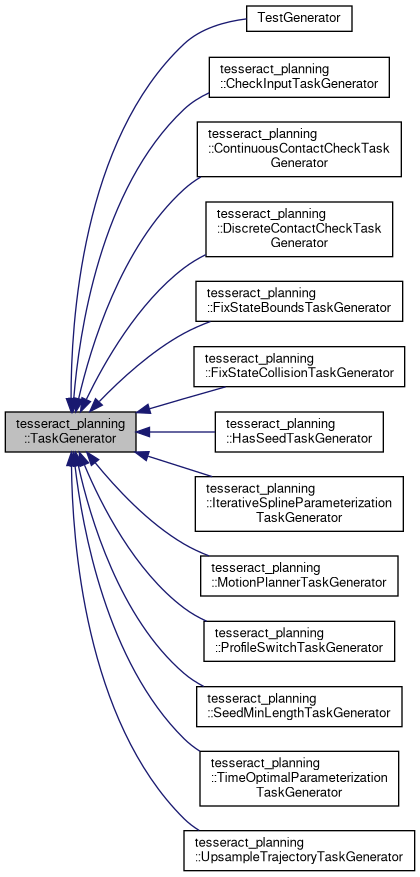 TestGenerator
tesseract_planning
::CheckInputTaskGenerator
tesseract_planning
::ContinuousContactCheckTask
Generator
tesseract_planning
::DiscreteContactCheckTask
Generator
tesseract_planning
::FixStateBoundsTaskGenerator
tesseract_planning
::FixStateCollisionTaskGenerator
tesseract_planning
::TaskGenerator
tesseract_planning
::HasSeedTaskGenerator
tesseract_planning
::IterativeSplineParameterization
TaskGenerator
tesseract_planning
::MotionPlannerTaskGenerator
tesseract_planning
::ProfileSwitchTaskGenerator
tesseract_planning
::SeedMinLengthTaskGenerator
tesseract_planning
::TimeOptimalParameterization
TaskGenerator
tesseract_planning
::UpsampleTrajectoryTaskGenerator